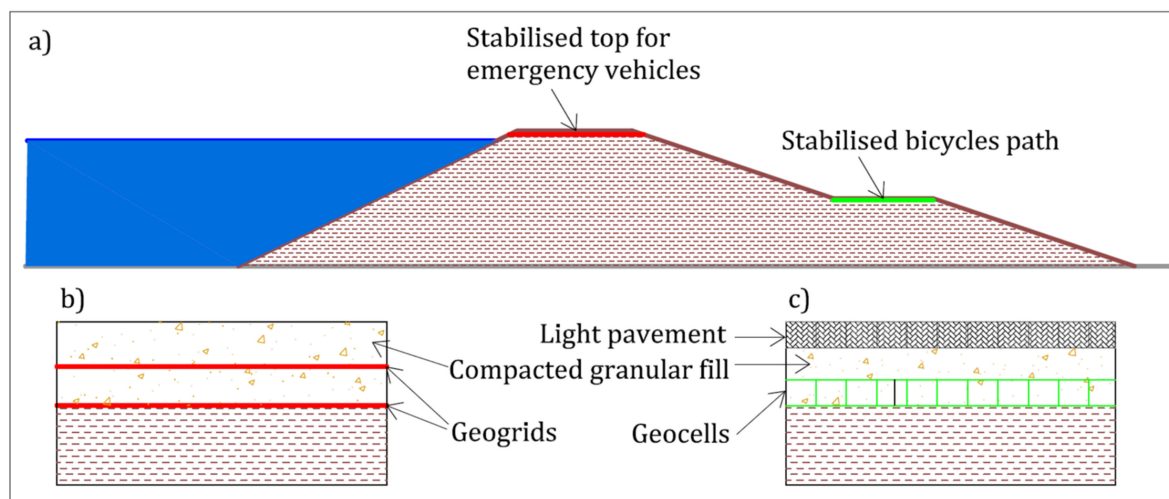 a)
Stabilised top for
emergency vehicles
Stabilised bicycles path
b)
c)
Light pavement
Compacted granular fill
Geogrids
Geocells